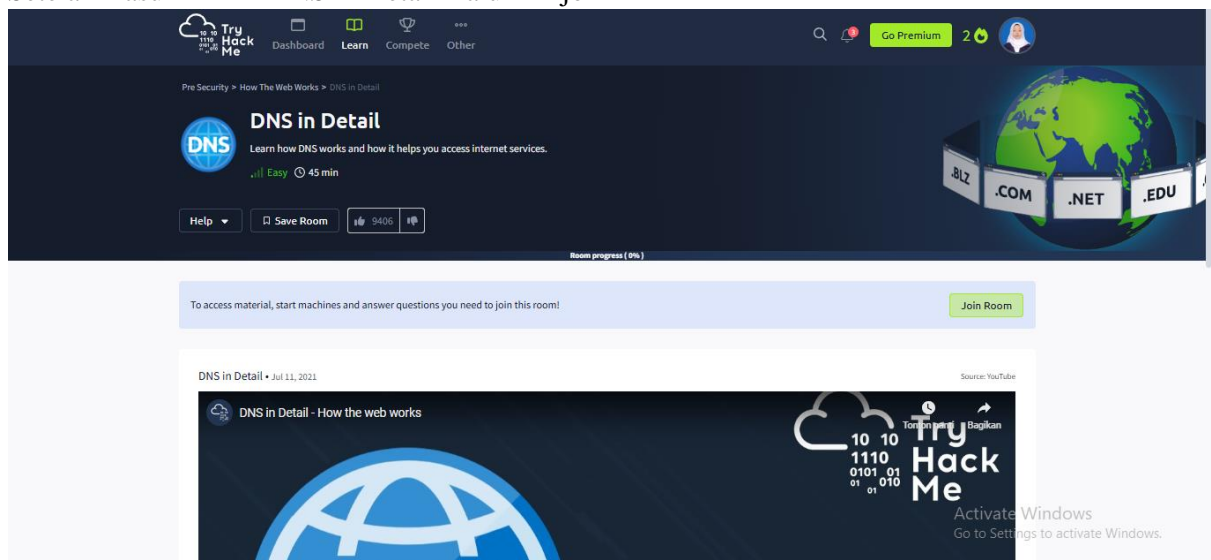 Try
Hack
Me
Dashboard Learn Compete Other
Go Premium 2
Pre Security > How The Web Works > DNS in Detail
DNS
DNS in Detail
Learn how DNS works and how it helps you access internet services.
Easy 45 min
Help Save Room 9406
.BLZ .COM .NET .EDU
Room progress ( 0% )
To access material, start machines and answer questions you need to join this room!
Join Room
DNS in Detail • Jul 11, 2021
Source: YouTube
DNS in Detail - How the web works
Tonton nanti Bagikan
10 10
1110
0101 01
01 010
01
Try
Hack
Me
Activate Windows
Go to Settings to activate Windows.